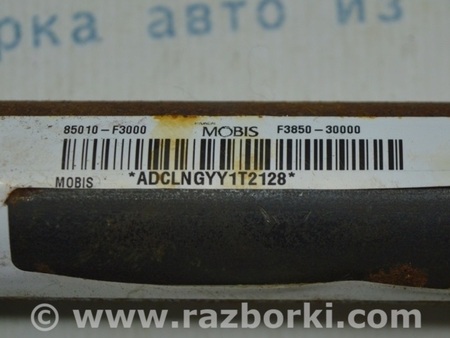 рка авто из
85010-F3000 MOBIS F3850-30000
MOBIS *ADCLNGYY1T2128*
© www.razborki.com